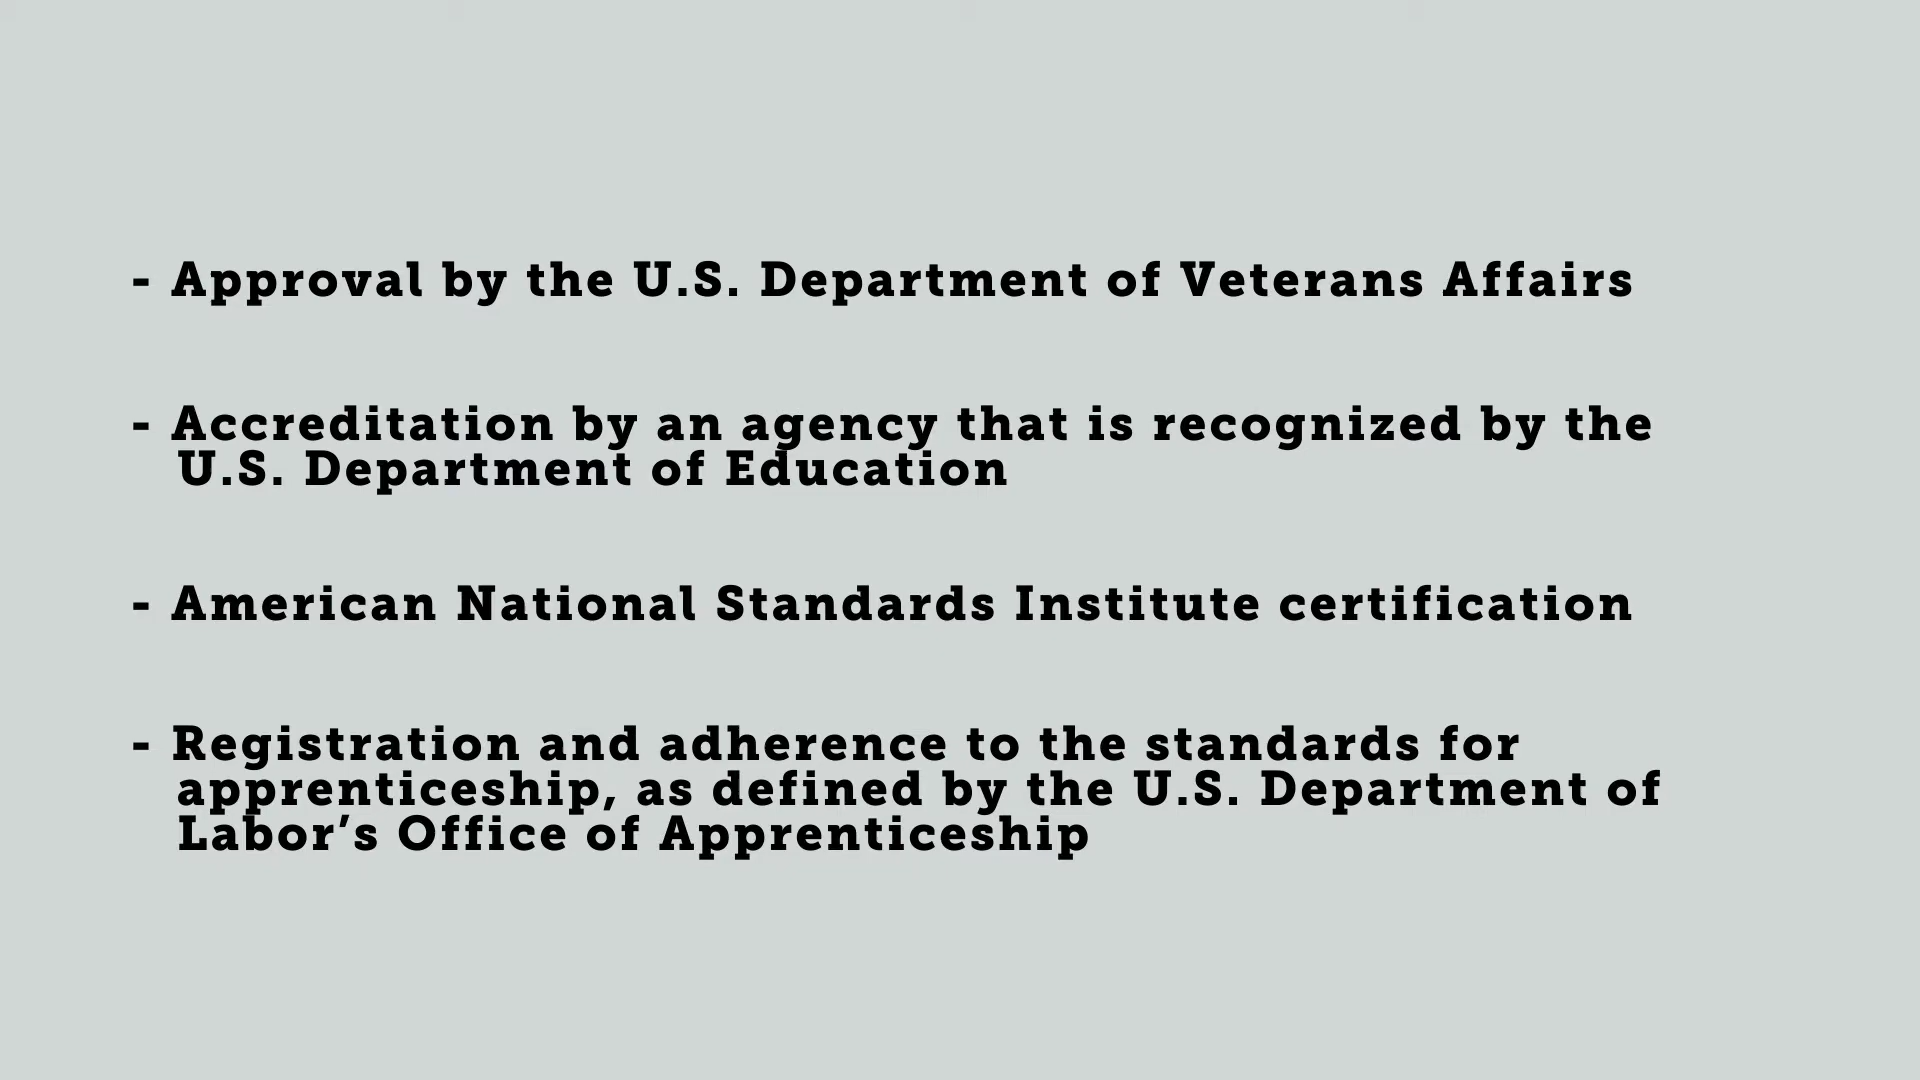 - Approval by the U.S. Department of Veterans Affairs
- Accreditation by an agency that is recognized by the
U.S. Department of Education
- American National Standards Institute certification
- Registration and adherence to the standards for
apprenticeship, as defined by the U.S. Department of
Labor’s Office of Apprenticeship